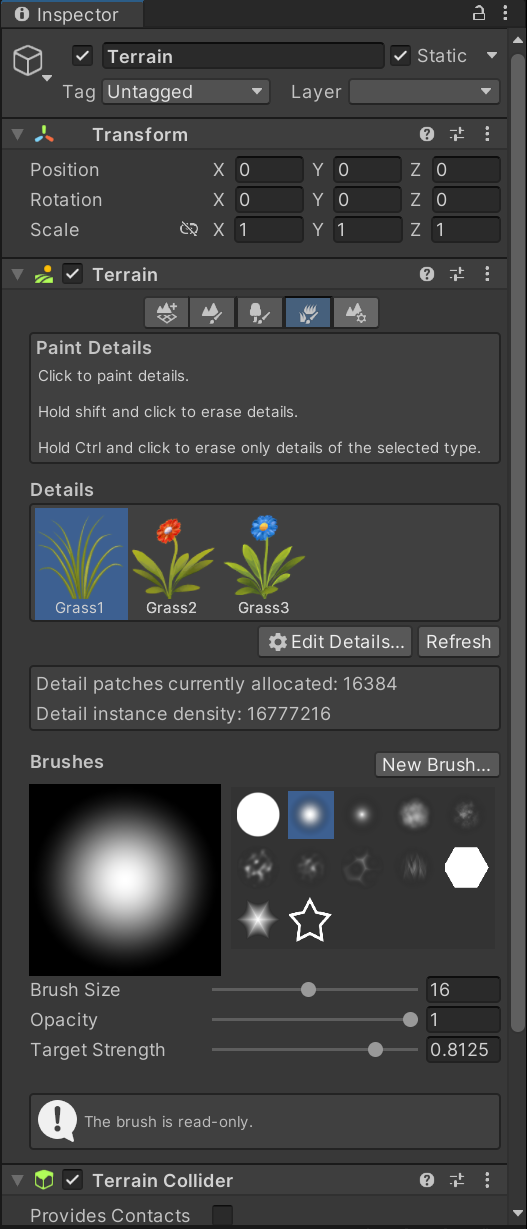 Inspector
Terrain Static
Tag Untagged Layer
Transform
Position X 0 Y 0 Z 0
Rotation X 0 Y 0 Z 0
Scale X 1 Y 1 Z 1
Terrain
Paint Details
Click to paint details.
Hold shift and click to erase details.
Hold Ctrl and click to erase only details of the selected type.
Details
Grass1 Grass2 Grass3
Edit Details... Refresh
Detail patches currently allocated: 16384
Detail instance density: 16777216
Brushes New Brush...
Brush Size 16
Opacity 1
Target Strength 0.8125
The brush is read-only.
Terrain Collider
Provides Contacts